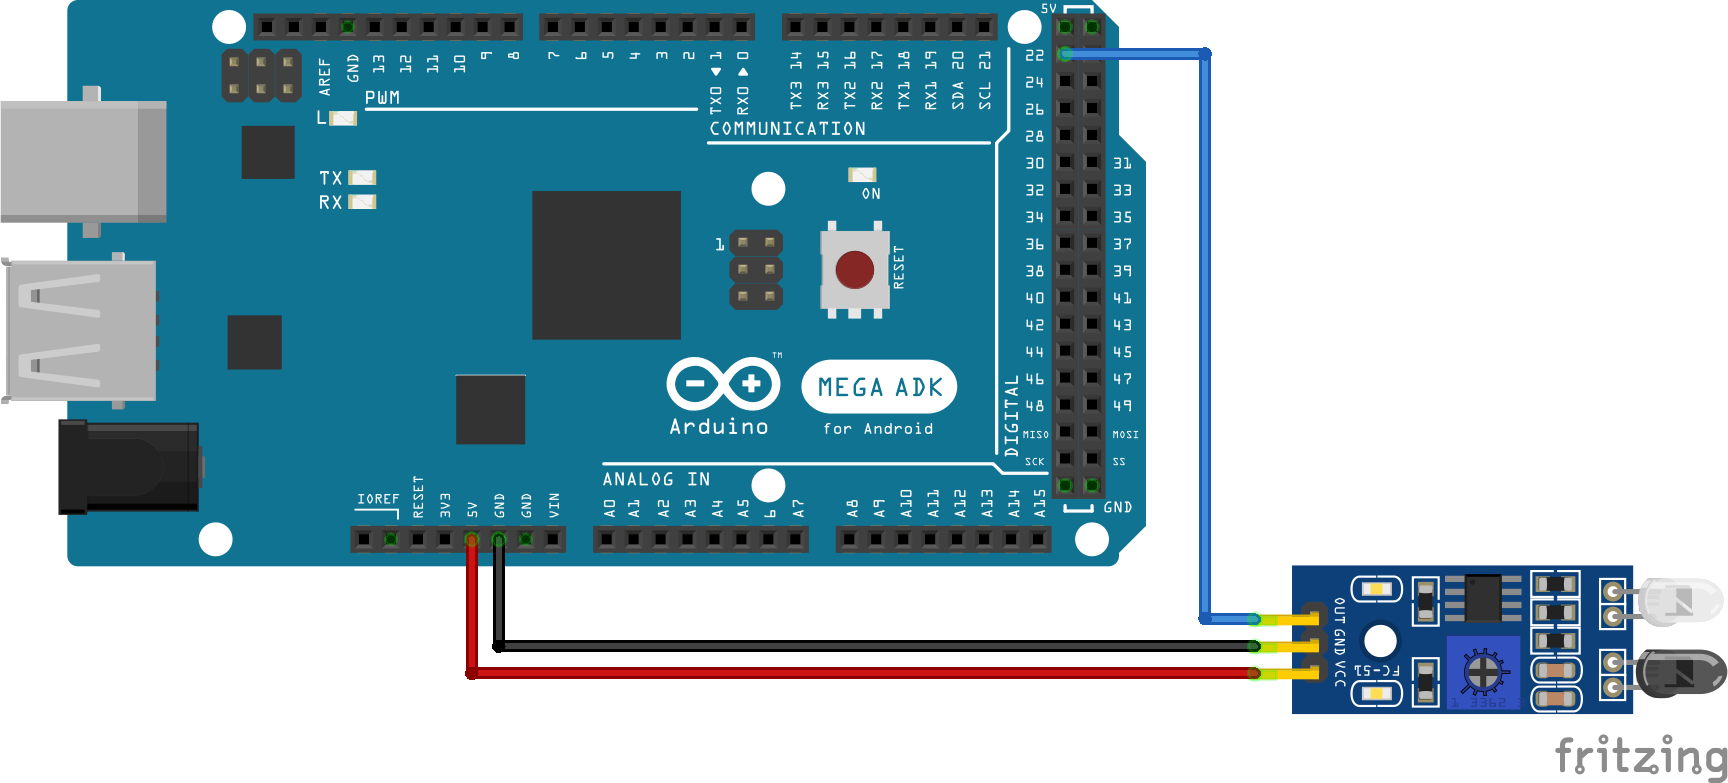 5V
AREF
GND
13
12
11
10
9
8
7
6
5
4
3
2
TX0 1
RX0 0
TX3 14
RX3 15
TX2 16
RX2 17
TX1 18
RX1 19
SDA 20
SCL 21
L
PWM
COMMUNICATION
TX
RX
ON
1
RESET
22
24
26
28
30 31
32 33
34 35
36 37
38 39
40 41
42 43
44 45
46 47
48 49
MISO MOSI
SCK SS
DIGITAL
GND
TM
Arduino
MEGA ADK
for Android
ANALOG IN
IOREF
RESET
3V3
5V
GND
GND
VIN
A0
A1
A2
A3
A4
A5
6
A7
A8
A9
A10
A11
A12
A13
A14
A15
OUT GND VCC
FC-51
1 3362
fritzing